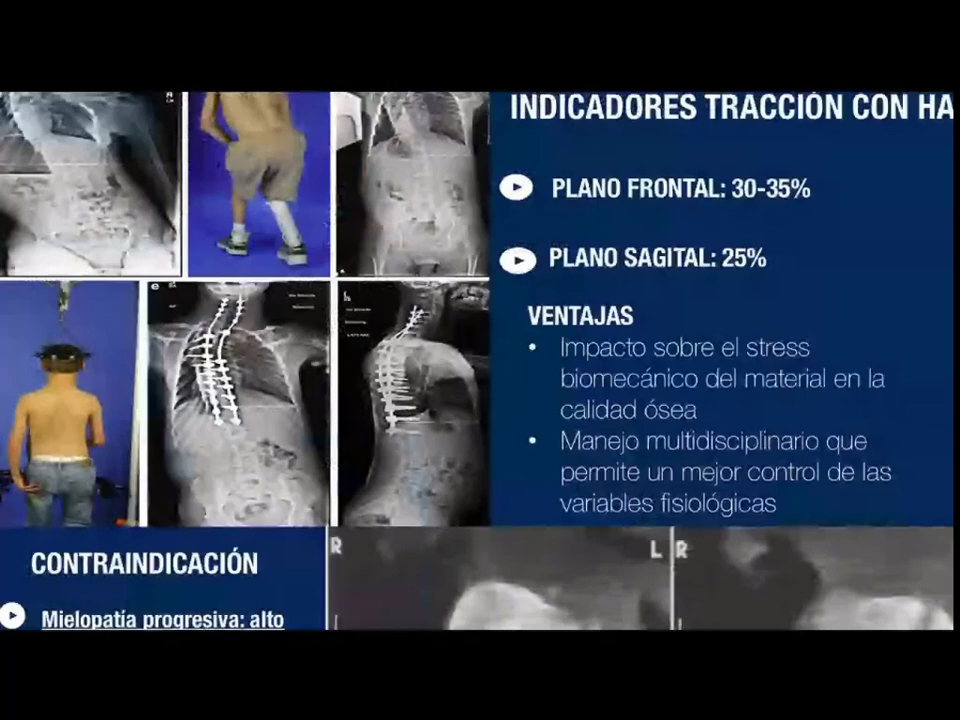 INDICADORES TRACCIÓN CON HA
PLANO FRONTAL: 30-35%
PLANO SAGITAL: 25%
VENTAJAS
• Impacto sobre el stress
biomecánico del material en la
calidad ósea
• Manejo multidisciplinario que
permite un mejor control de las
variables fisiológicas
CONTRAINDICACIÓN
Mielopatía progresiva: alto
R
L
R